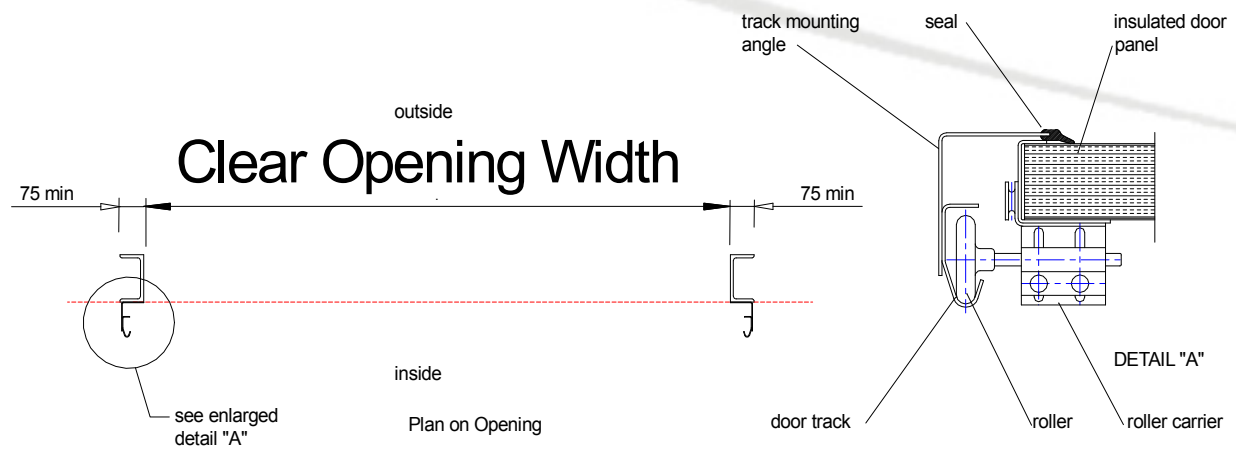 track mounting
angle
seal
insulated door
panel
outside
Clear Opening Width
75 min
75 min
inside
Plan on Opening
see enlarged
detail "A"
DETAIL "A"
door track
roller
roller carrier